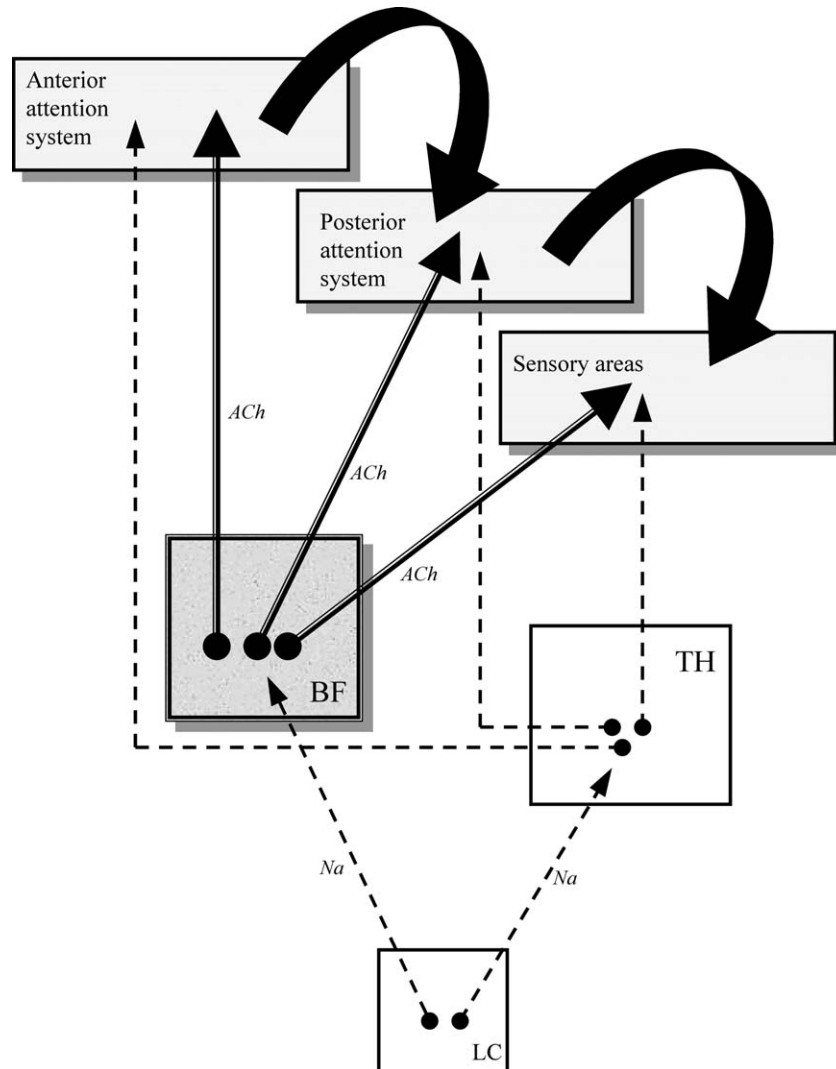 Anterior
attention
system
Posterior
attention
system
Sensory areas
ACh
ACh
ACh
BF
TH
Na
Na
LC